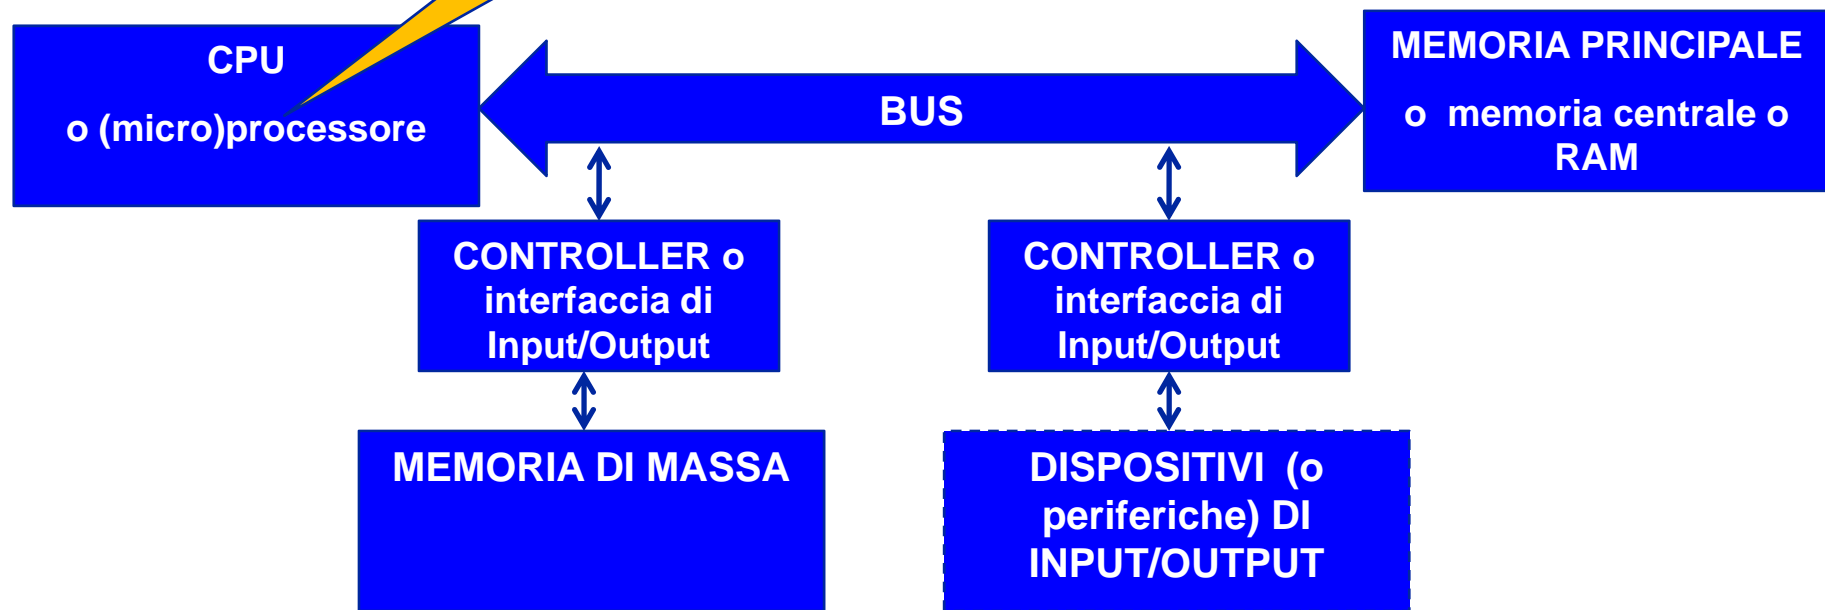 CPU
o (micro)processore
BUS
MEMORIA PRINCIPALE
o memoria centrale o
RAM
CONTROLLER o
interfaccia di
Input/Output
CONTROLLER o
interfaccia di
Input/Output
MEMORIA DI MASSA
DISPOSITIVI (o
periferiche) DI
INPUT/OUTPUT